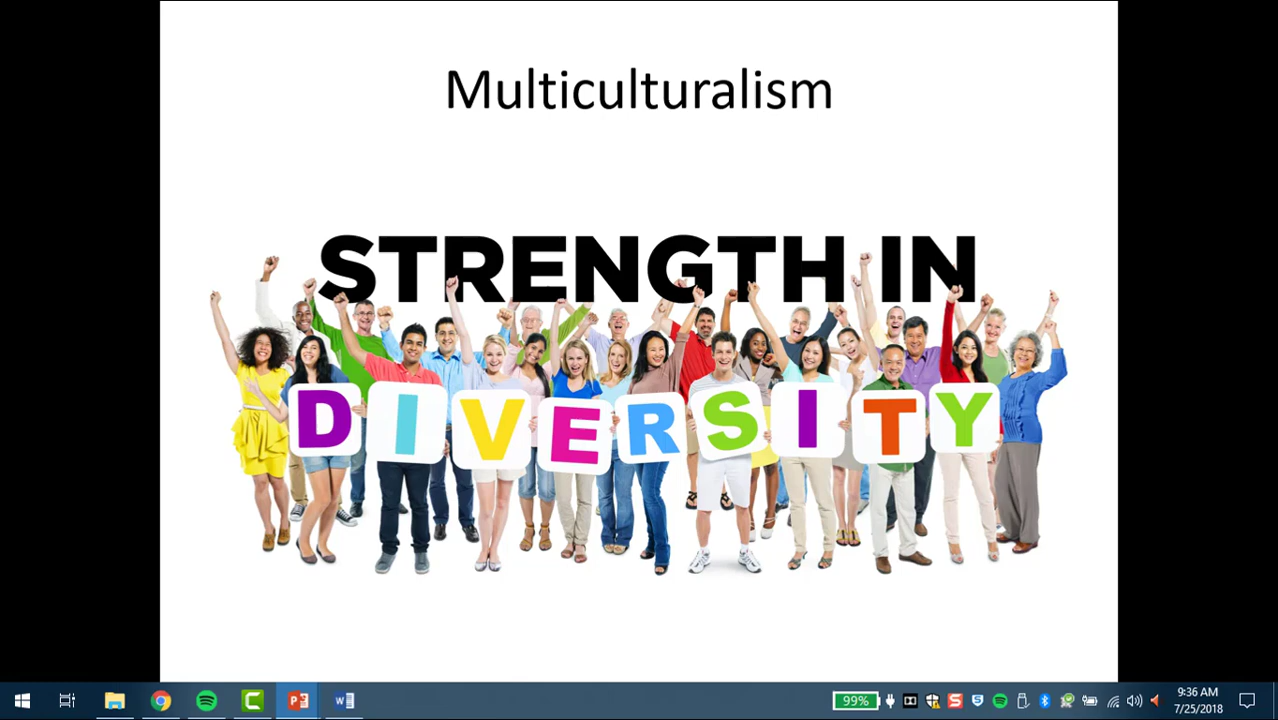 Multiculturalism
STRENGTH IN
DIVERSITY
99%
9:36 AM
7/25/2018